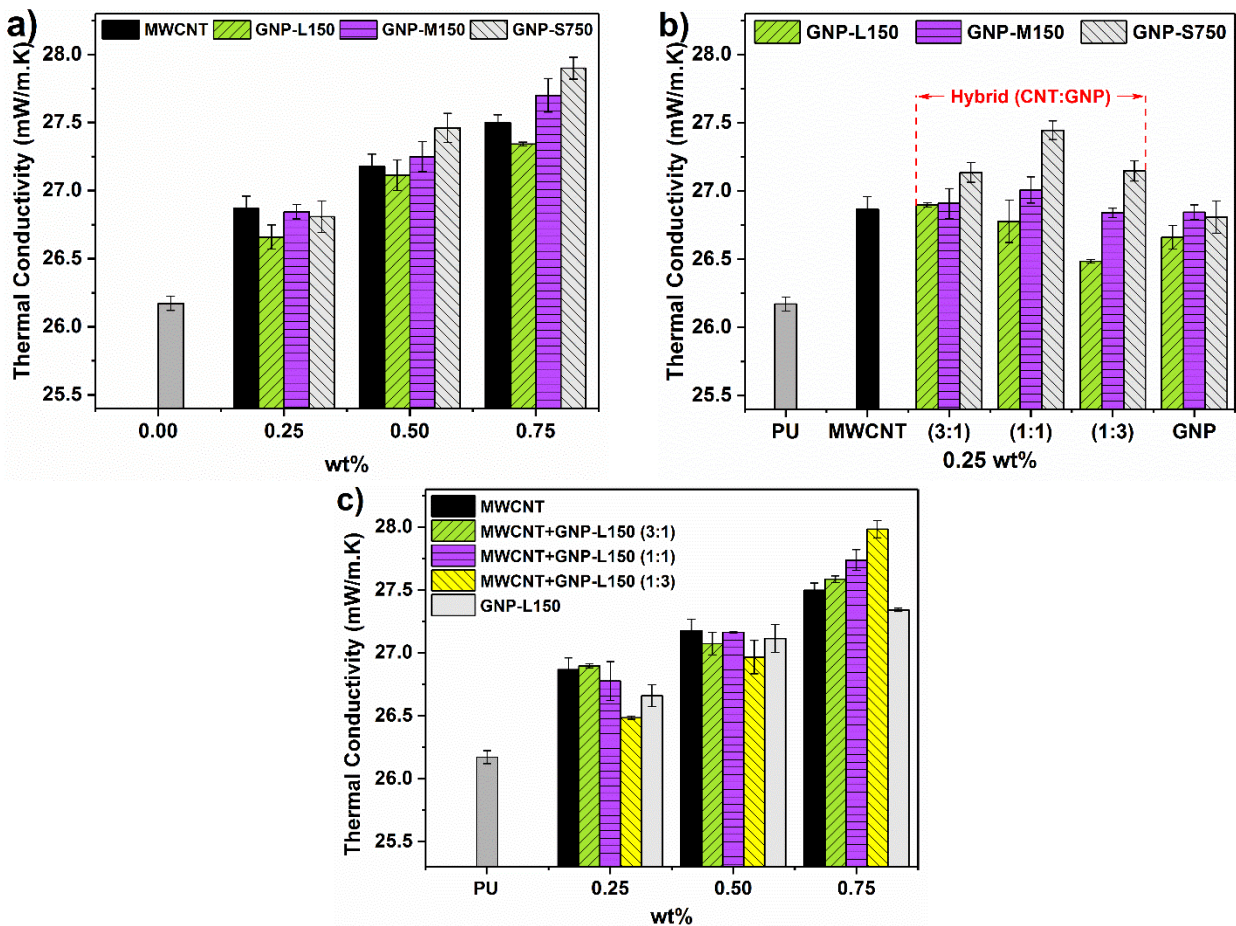 a)
MWCNT GNP-L150 GNP-M150 GNP-S750
Thermal Conductivity (mW/m.K)
28.0
27.5
27.0
26.5
26.0
25.5
0.00 0.25 0.50 0.75
wt%
b)
GNP-L150 GNP-M150 GNP-S750
Hybrid (CNT:GNP)
Thermal Conductivity (mW/m.K)
28.0
27.5
27.0
26.5
26.0
25.5
PU MWCNT (3:1) (1:1) (1:3) GNP
0.25 wt%
c)
MWCNT
MWCNT+GNP-L150 (3:1)
MWCNT+GNP-L150 (1:1)
MWCNT+GNP-L150 (1:3)
GNP-L150
Thermal Conductivity (mW/m.K)
28.0
27.5
27.0
26.5
26.0
25.5
PU 0.25 0.50 0.75
wt%